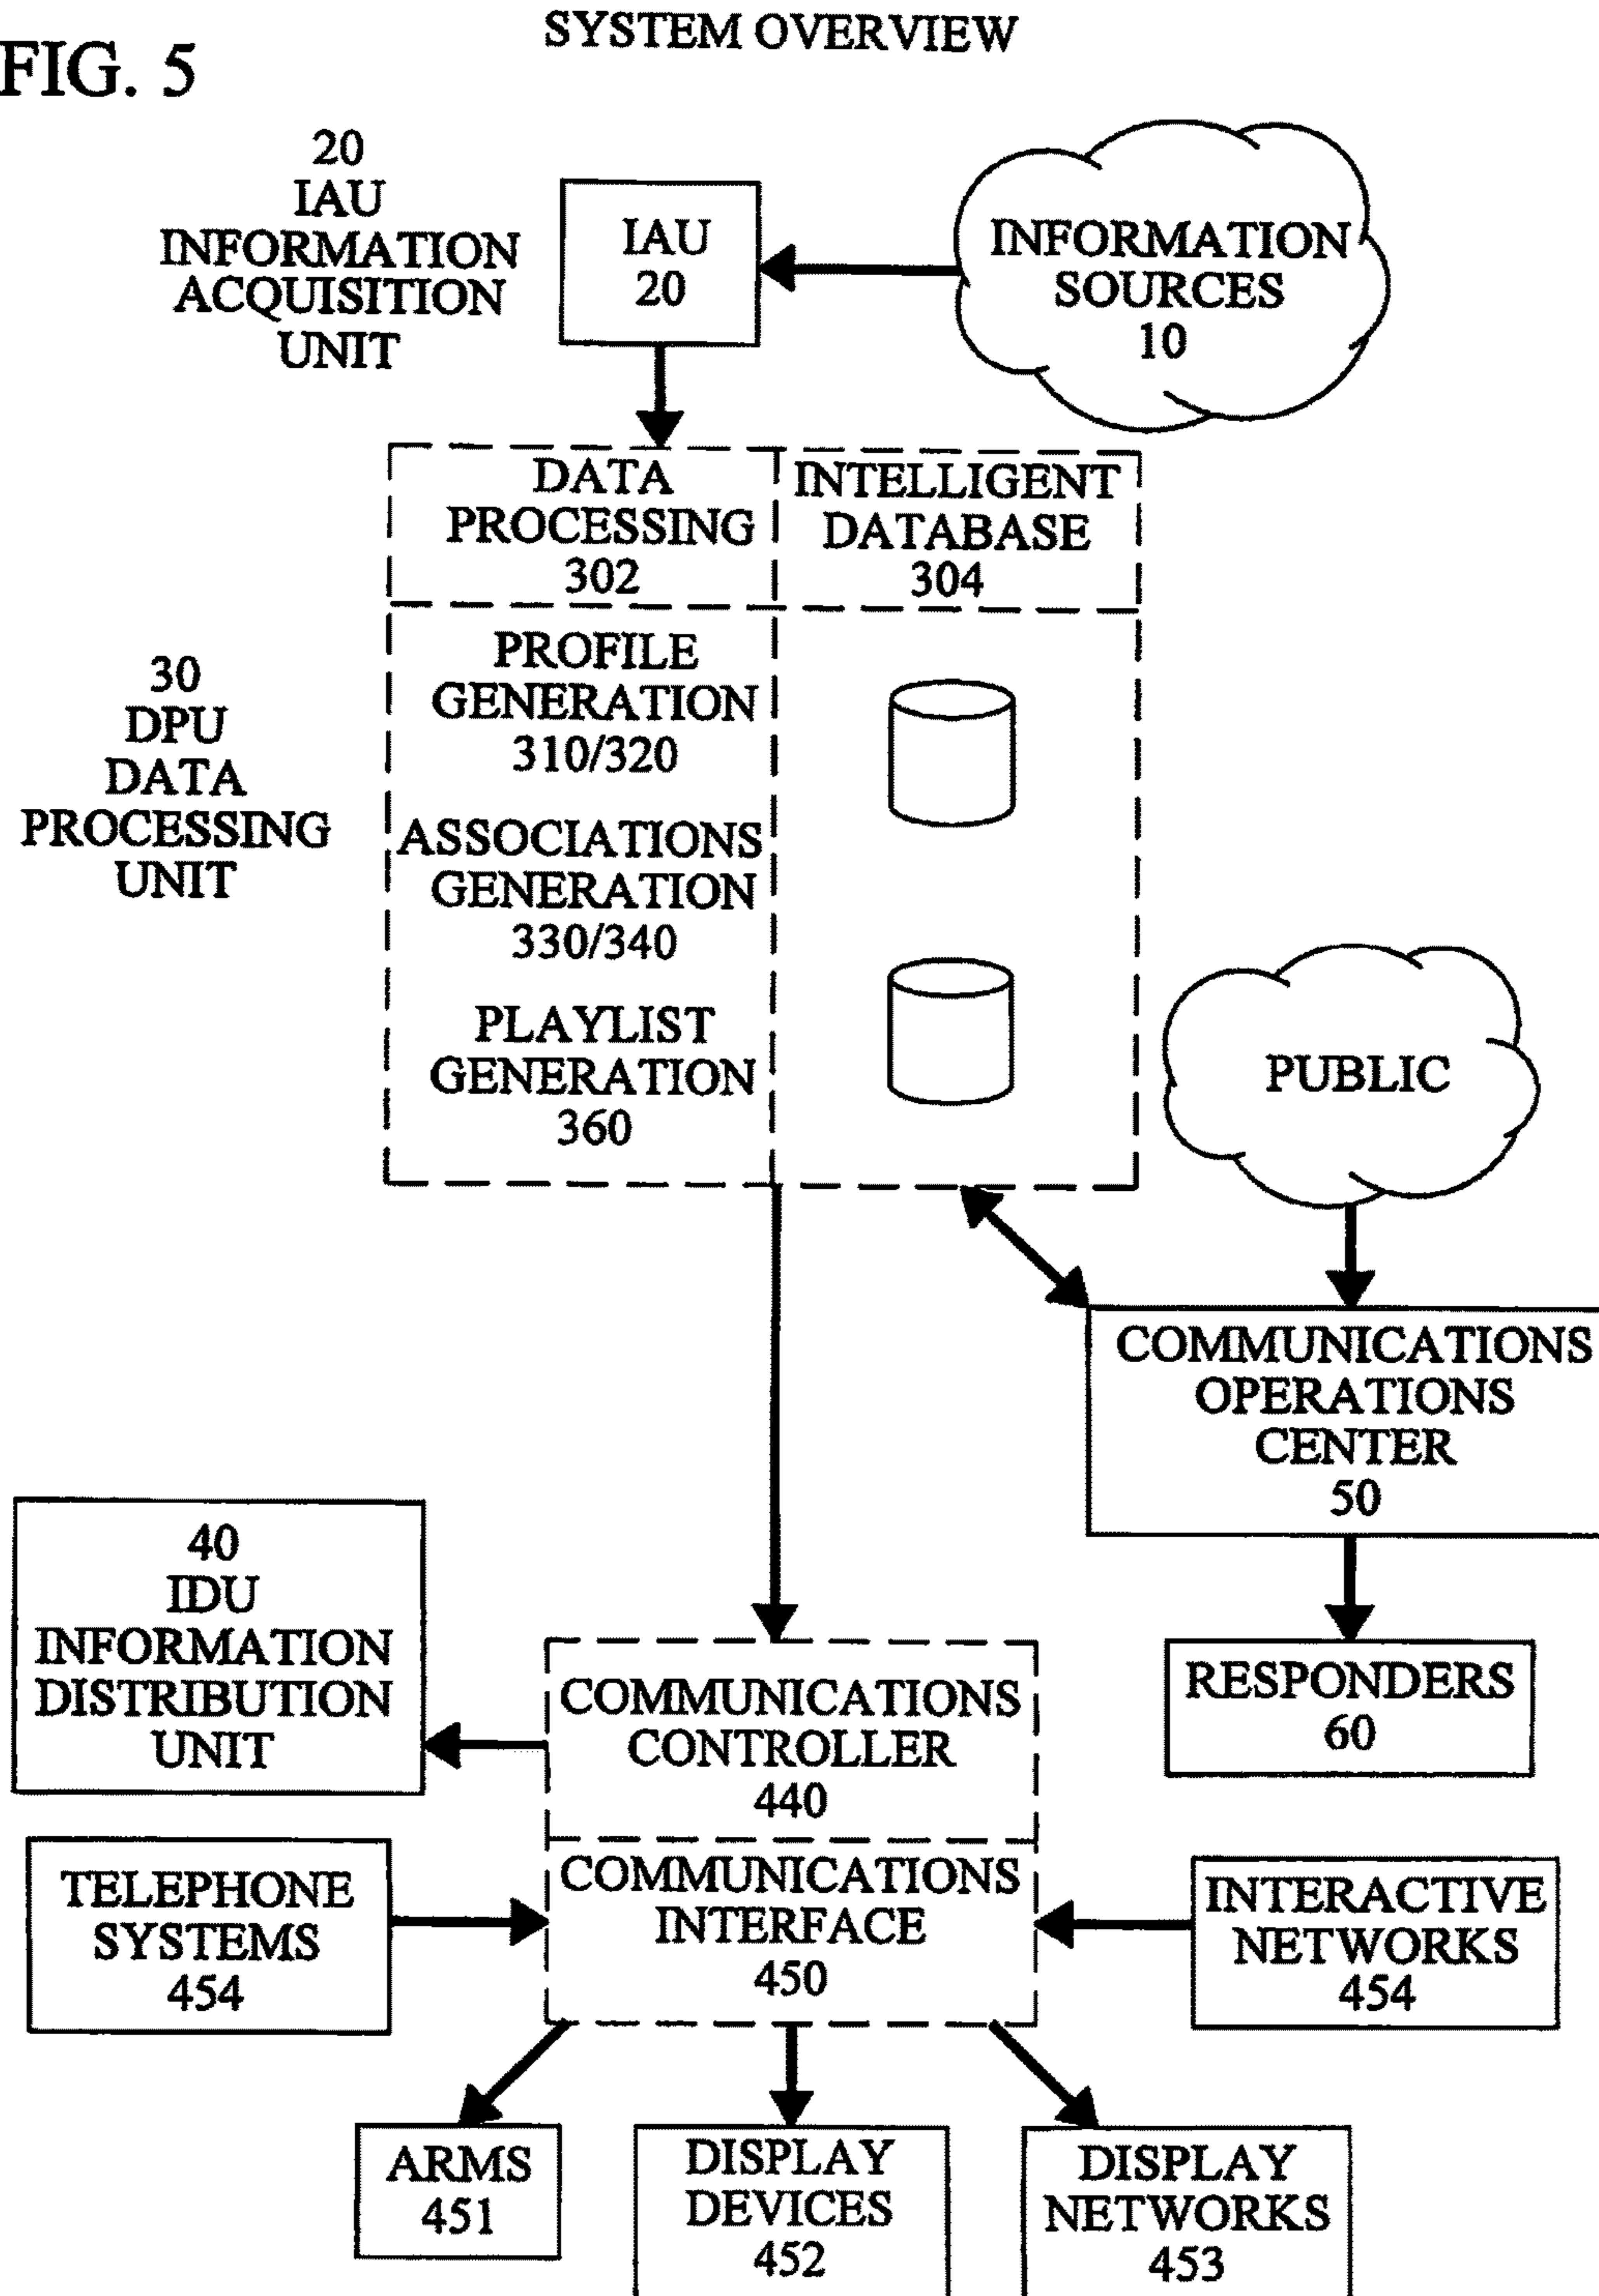 SYSTEM OVERVIEW
FIG. 5
20
IAU
INFORMATION
ACQUISITION
UNIT
IAU
20
INFORMATION
SOURCES
10
DATA
PROCESSING
302
INTELLIGENT
DATABASE
304
30
DPU
DATA
PROCESSING
UNIT
PROFILE
GENERATION
310/320
ASSOCIATIONS
GENERATION
330/340
PLAYLIST
GENERATION
360
PUBLIC
COMMUNICATIONS
OPERATIONS
CENTER
50
40
IDU
INFORMATION
DISTRIBUTION
UNIT
COMMUNICATIONS
CONTROLLER
440
RESPONDERS
60
TELEPHONE
SYSTEMS
454
COMMUNICATIONS
INTERFACE
450
INTERACTIVE
NETWORKS
454
ARMS
451
DISPLAY
DEVICES
452
DISPLAY
NETWORKS
453